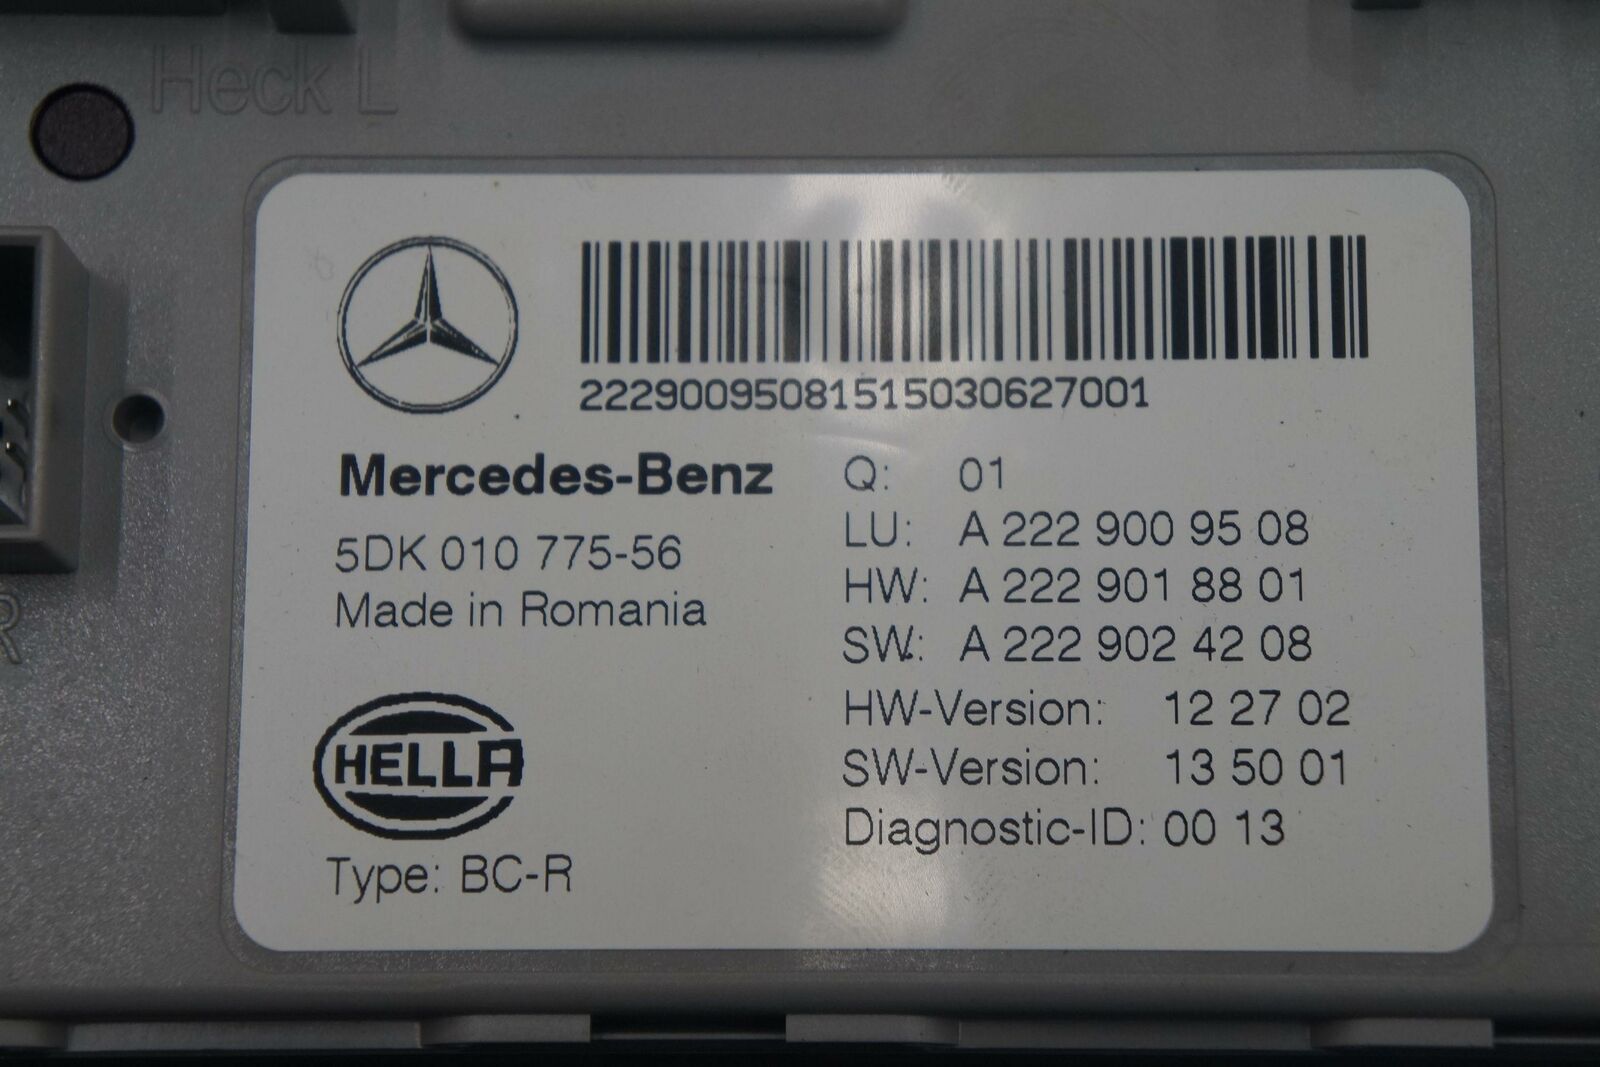 Heck L
2229009508151503062​7001
Mercedes-Benz
5DK 010 775-56
Made in Romania
HELLA
Type: BC-R
Q: 01
LU: A 222 900 95 08
HW: A 222 901 88 01
SW: A 222 902 42 08
HW-Version: 12 27 02
SW-Version: 13 50 01
Diagnostic-ID: 00 13
R